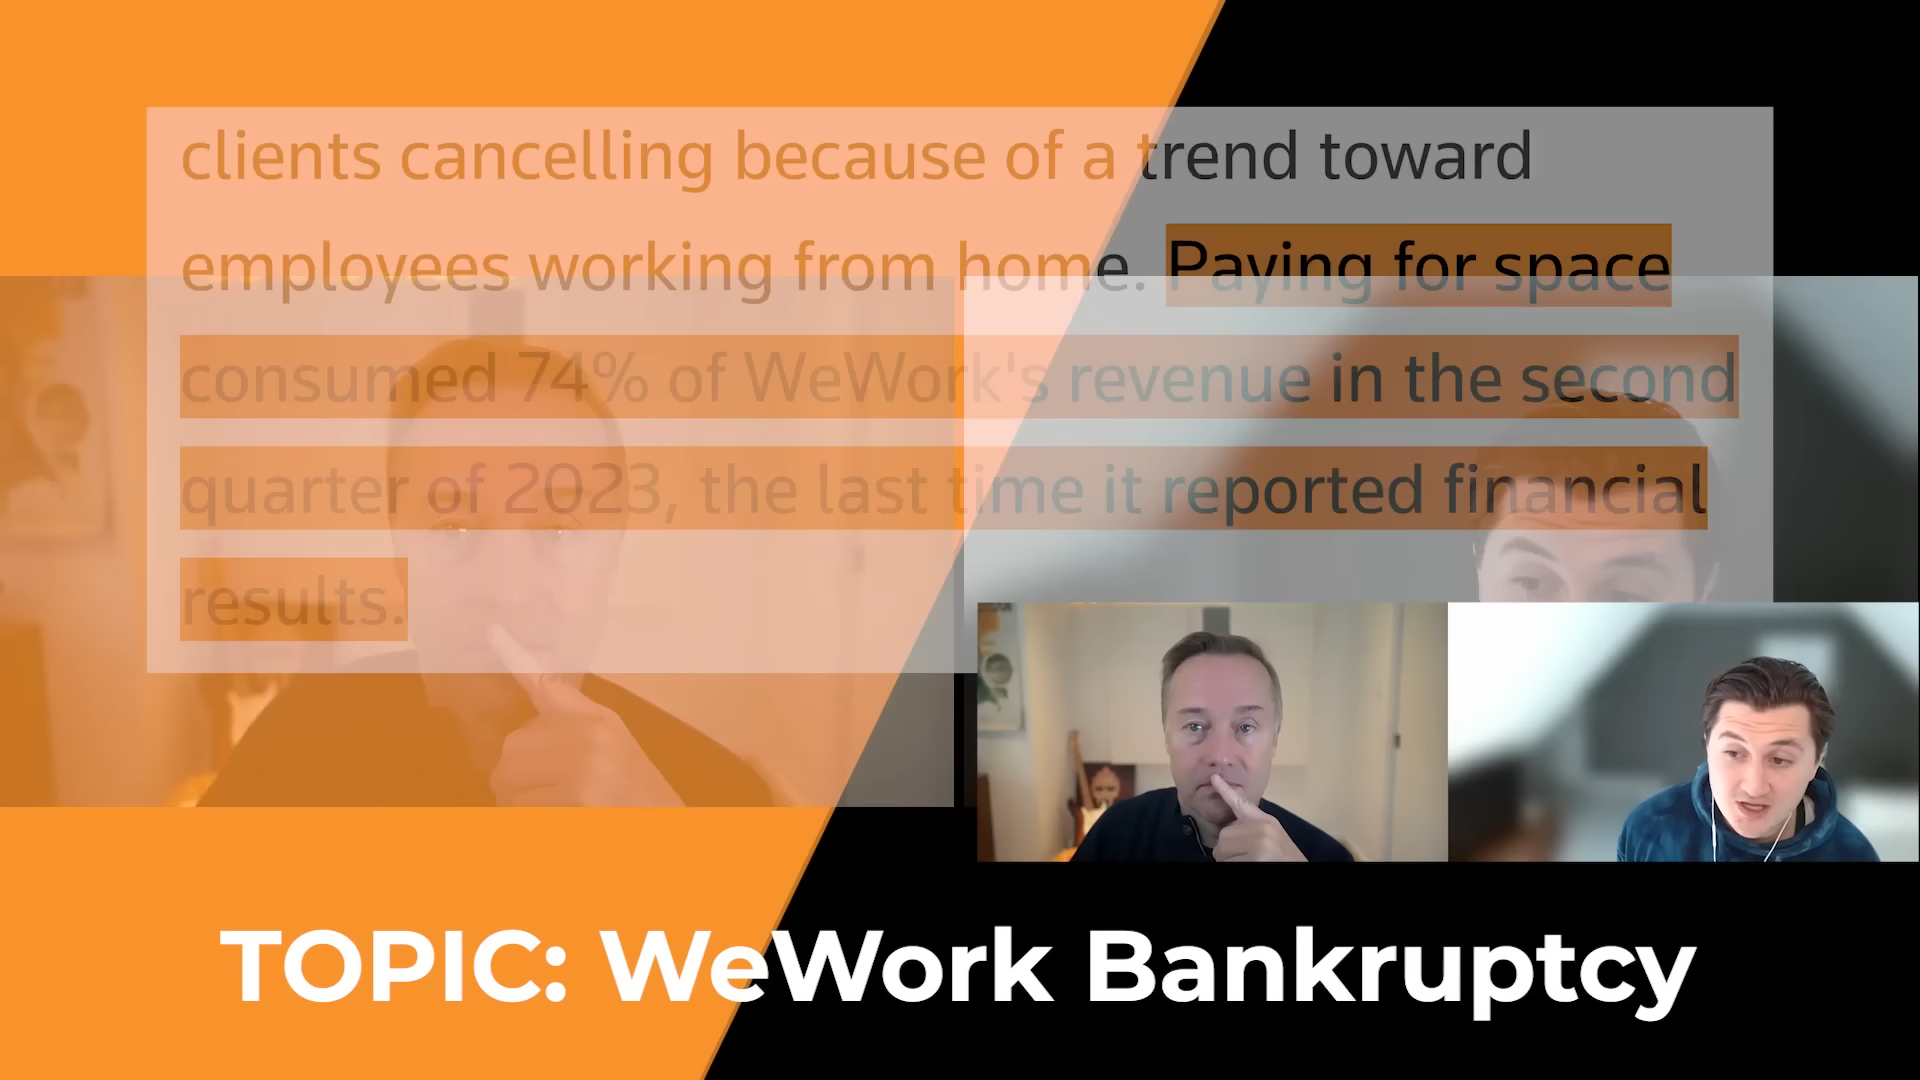 clients cancelling because of a trend toward
employees working from home. Paying for space
consumed 74% of WeWork's revenue in the second
quarter of 2023, the last time it reported financial
results.
TOPIC: WeWork Bankruptcy